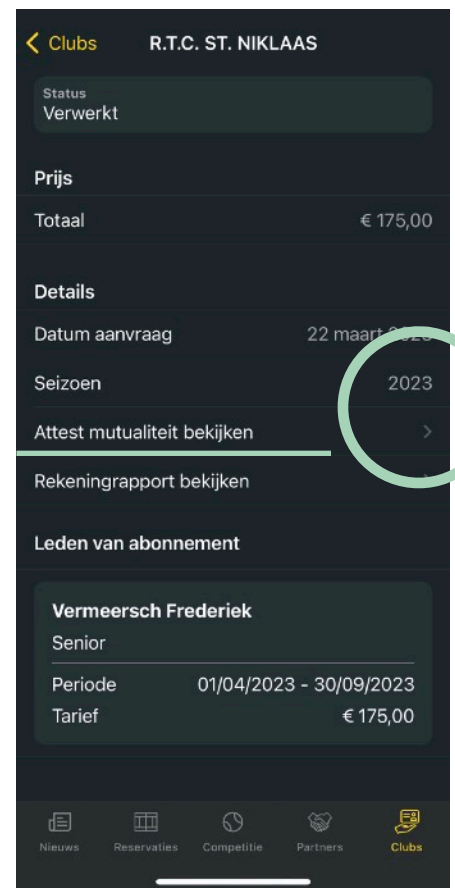 Clubs R.T.C. ST. NIKLAAS
Status
Verwerkt
Prijs
Totaal € 175,00
Details
Datum aanvraag 22 maart 2023
Seizoen 2023
Attest mutualiteit bekijken
Rekeningrapport bekijken
Leden van abonnement
Vermeersch Frederiek
Senior
Periode 01/04/2023 - 30/09/2023
Tarief € 175,00
Nieuws Reservaties Competitie Partners Clubs